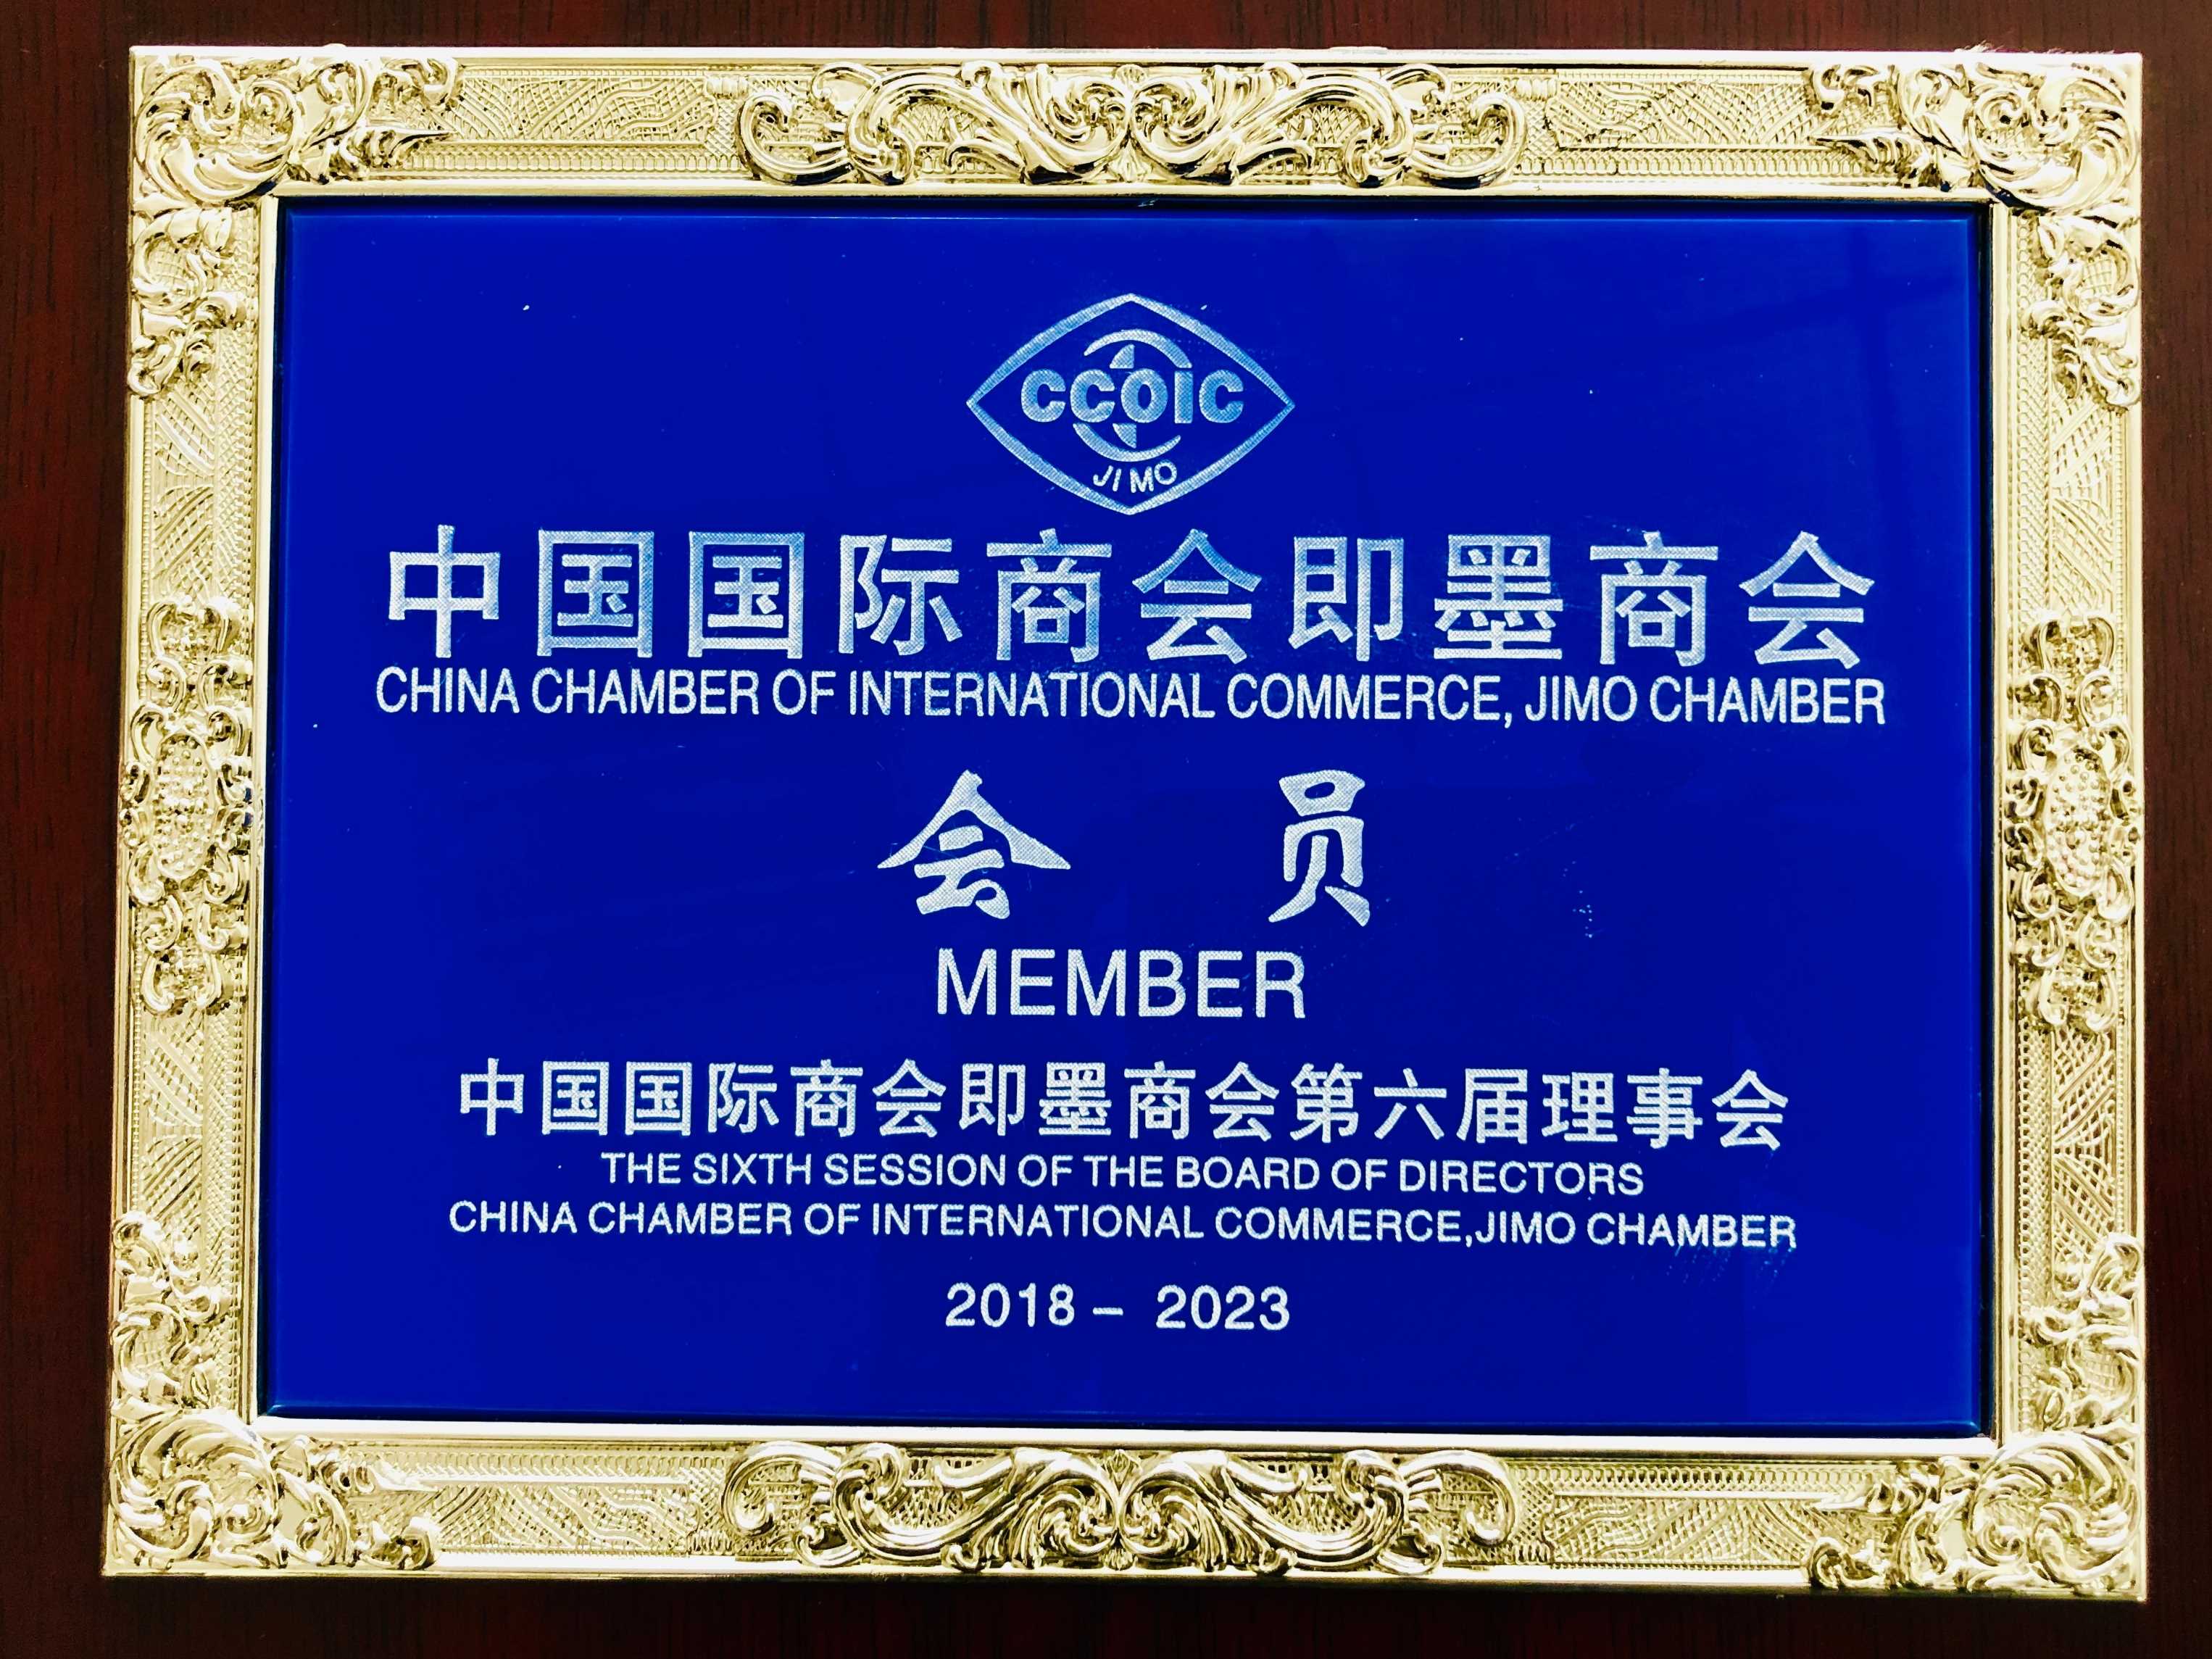 CCOIC
JIMO
中国国际商会即墨商会
CHINA CHAMBER OF INTERNATIONAL COMMERCE, JIMO CHAMBER
会 员
MEMBER
中国国际商会即墨商会第六届理事会
THE SIXTH SESSION OF THE BOARD OF DIRECTORS
CHINA CHAMBER OF INTERNATIONAL COMMERCE,JIMO CHAMBER
2018 – 2023